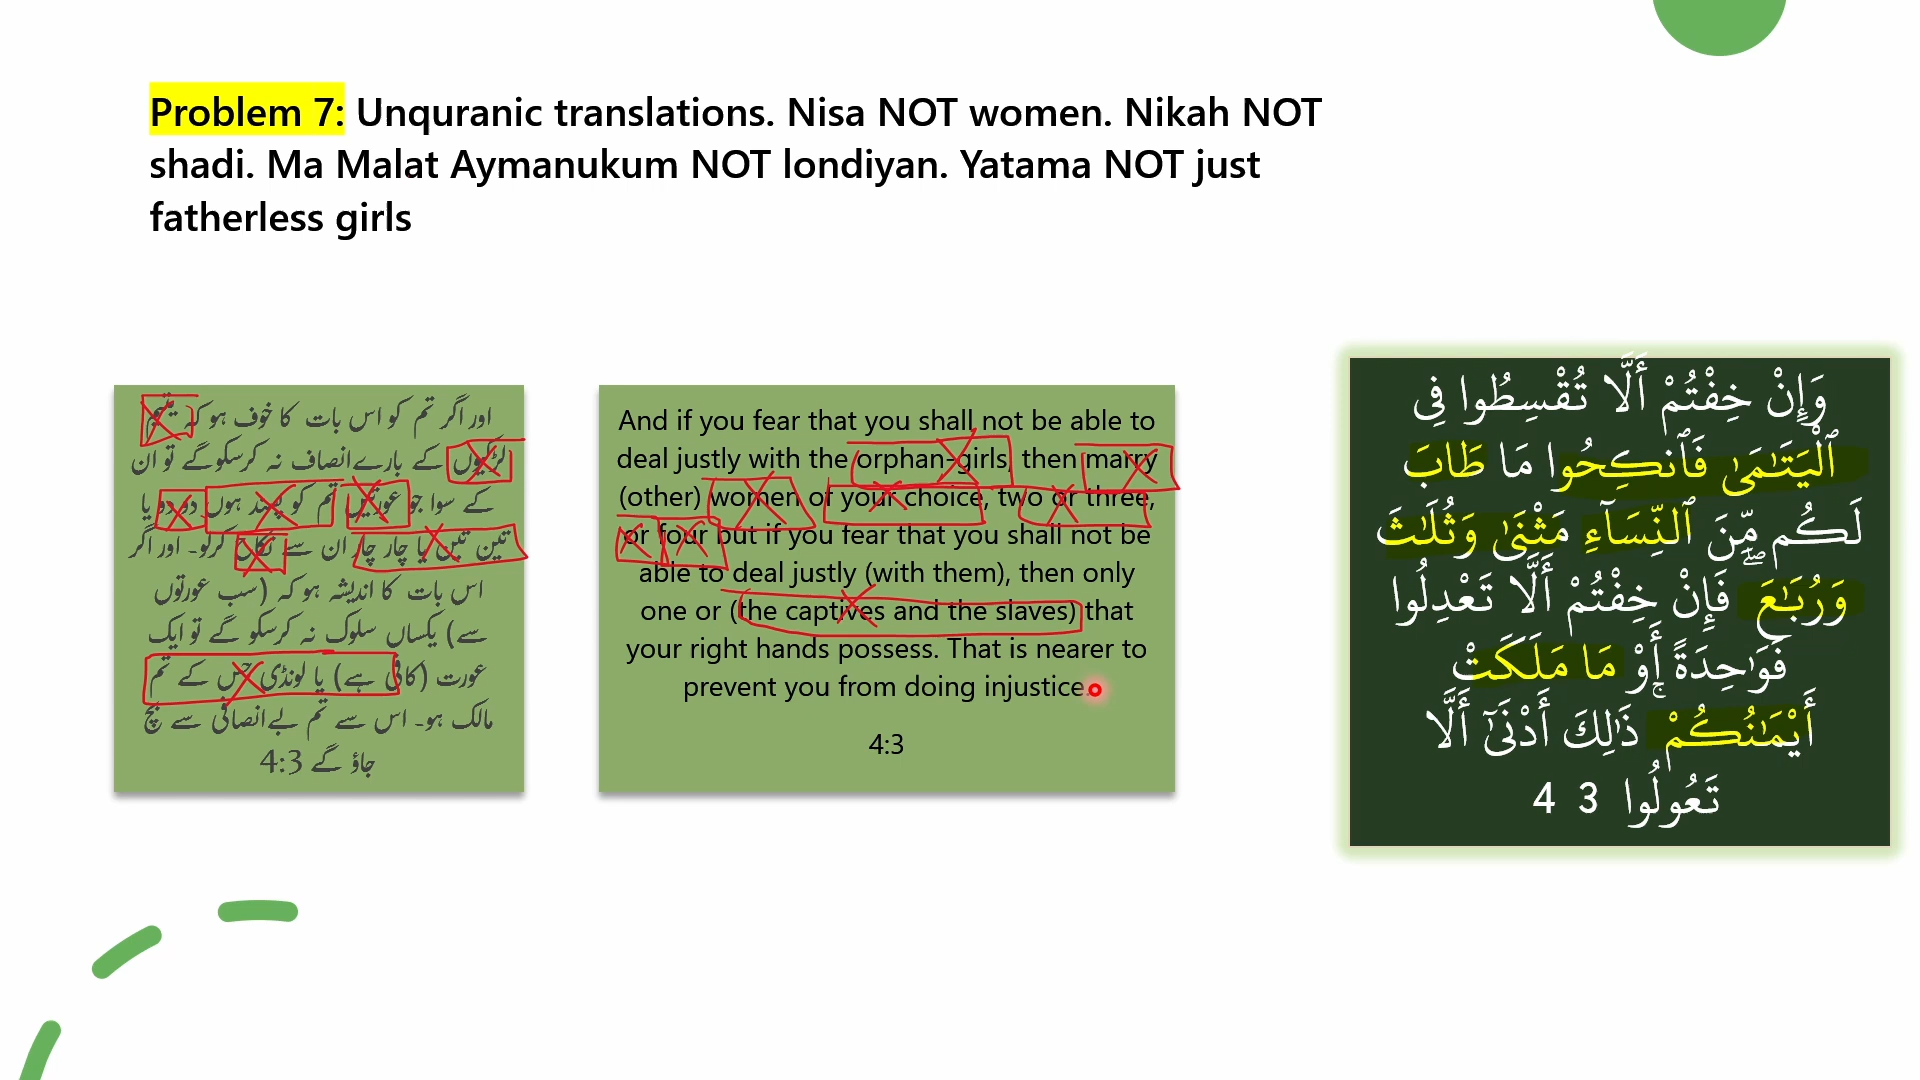 Problem 7: Unquranic translations. Nisa NOT women. Nikah NOT
shadi. Ma Malat Aymanukum NOT londiyan. Yatama NOT just
fatherless girls
اور اگر تم کو اس بات کا خوف ہو کہ یتیم
لڑکیوں کے بارے انصاف نہ کرسکوگے تو ان
کے سوا جو عورتیں تم کو پسند ہوں دو دو یا
تین تین یا چار چار ان سے نکاح کرلو۔ اور اگر
اس بات کا اندیشہ ہو کہ (سب عورتوں
سے) یکساں سلوک نہ کرسکو گے تو ایک
عورت (کافی ہے) یا لونڈی جس کے تم
مالک ہو۔ اس سے تم بےانصافی سے بچ
جاؤ گے 4:3
And if you fear that you shall not be able to
deal justly with the orphan-girls, then marry
(other) women of your choice, two or three,
or four but if you fear that you shall not be
able to deal justly (with them), then only
one or (the captives and the slaves) that
your right hands possess. That is nearer to
prevent you from doing injustice.
4:3
وَإِنْ خِفْتُمْ أَلَّا تُقْسِطُوا فِى
ٱلْيَتَـٰمَىٰ فَٱنكِحُوا مَا طَابَ
لَكُم مِّنَ ٱلنِّسَآءِ مَثْنَىٰ وَثُلَـٰثَ
وَرُبَـٰعَ ۖ فَإِنْ خِفْتُمْ أَلَّا تَعْدِلُوا
فَوَٰحِدَةً أَوْ مَا مَلَكَتْ
أَيْمَـٰنُكُمْ ۚ ذَٰلِكَ أَدْنَىٰٓ أَلَّا
تَعُولُوا 3 4